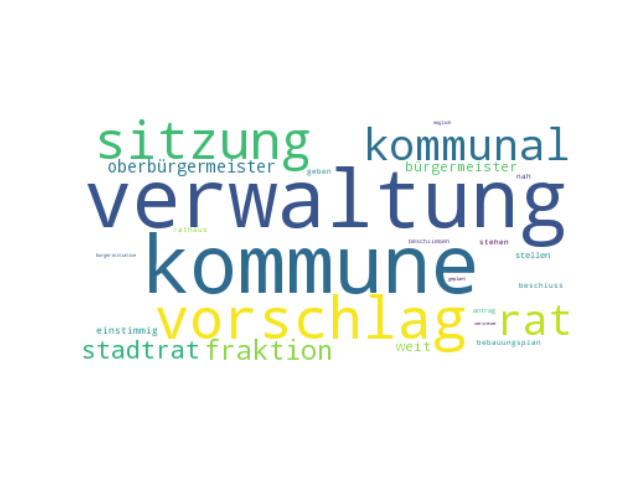 möglich
sitzung
kommunal
oberbürgermeister
bürgermeister
geben
nah
verwaltung
rathaus
kommune
beschließen
stehen
bürgerinitiative
stellen
geplant
beschluss
vorschlag
rat
antrag
einstimmig
bebauungsplan
stadtrat
fraktion
weit